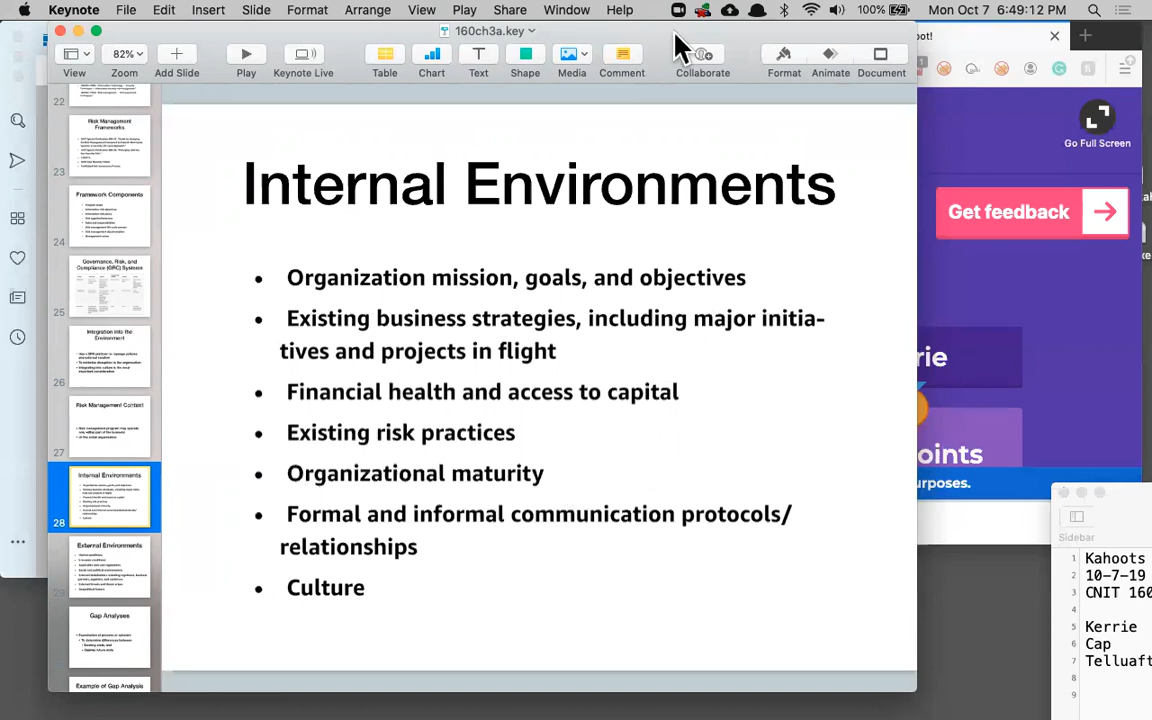 Keynote File Edit Insert Slide Format Arrange View Play Share Window Help 100% Mon Oct 7 6:49:12 PM
160ch3a.key
82%
View Zoom Add Slide Play Keynote Live Table Chart Text Shape Media Comment Collaborate Format Animate Document
22
Risk Management
Frameworks
23
Framework Components
24
Governance, Risk, and
Compliance (GRC) Systems
25
Integration into the
Environment
26
Risk Management Context
27
Internal Environments
28
External Environments
29
Gap Analyses
30
Example of Gap Analysis
Internal Environments
• Organization mission, goals, and objectives
• Existing business strategies, including major initia-
tives and projects in flight
• Financial health and access to capital
• Existing risk practices
• Organizational maturity
• Formal and informal communication protocols/
relationships
• Culture
oot!
Go Full Screen
Get feedback
rie
oints
urposes.
Sidebar
1 Kahoots
2 10-7-19
3 CNIT 160
4
5 Kerrie
6 Cap
7 Telluaft
8
9